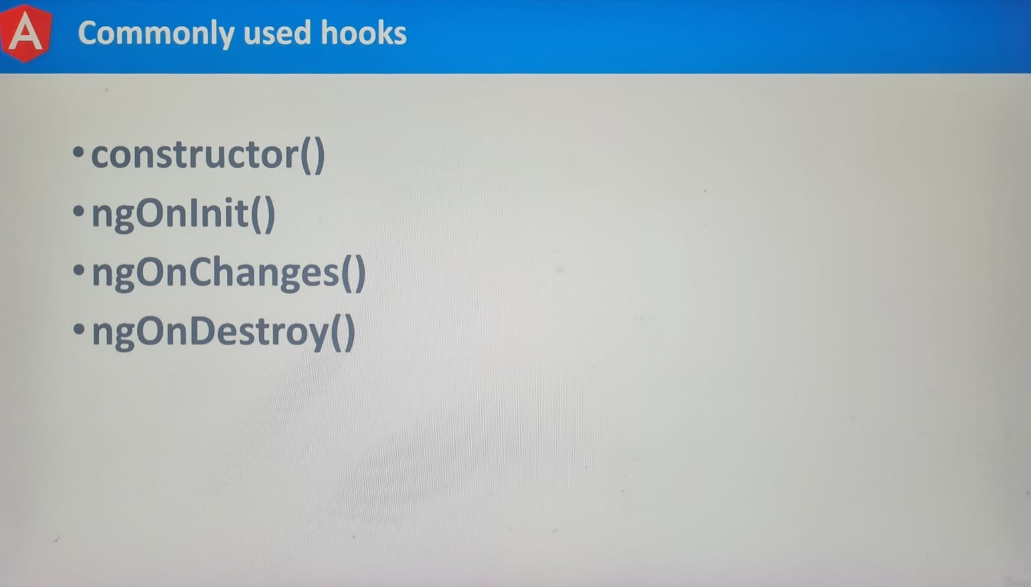 Commonly used hooks
•constructor()
•ngOnInit()
•ngOnChanges()
•ngOnDestroy()